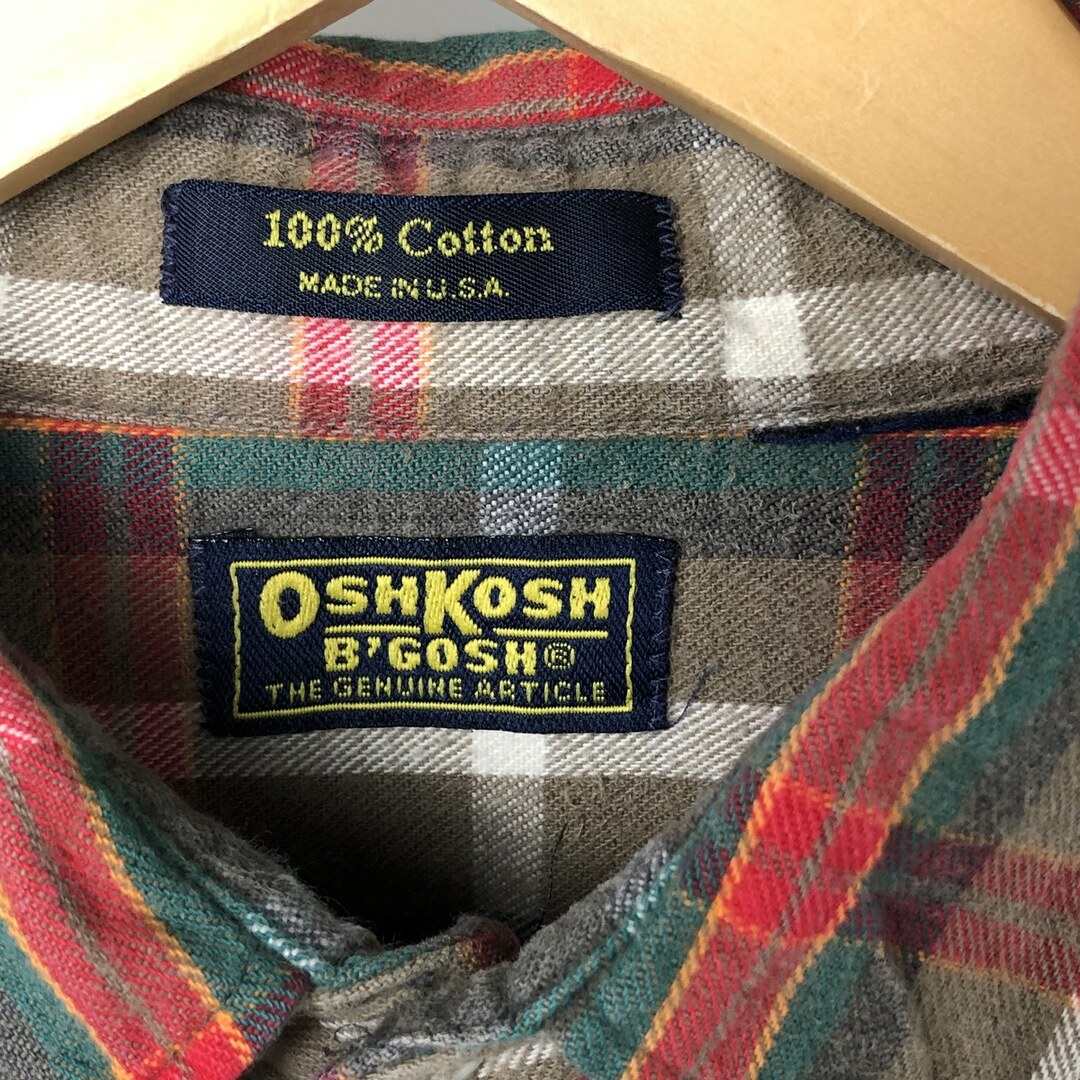 100% Cotton
MADE IN U.S.A.
OSHKOSH
B'GOSH®
THE GENUINE ARTICLE